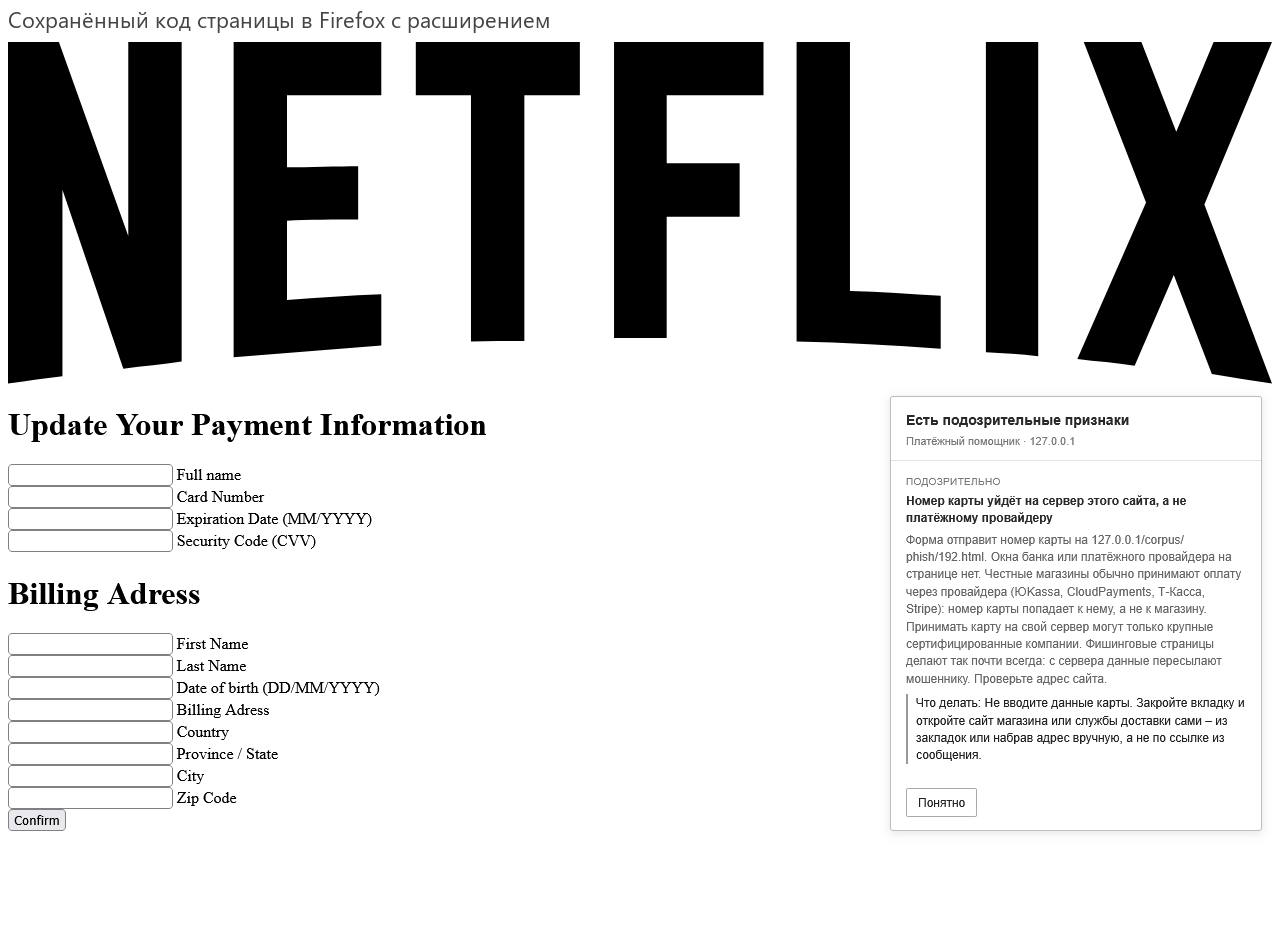 Сохранённый код страницы в Firefox с расширением
NETFLIX
Update Your Payment Information
Full name
Card Number
Expiration Date (MM/YYYY)
Security Code (CVV)
Billing Adress
First Name
Last Name
Date of birth (DD/MM/YYYY)
Billing Adress
Country
Province / State
City
Zip Code
Confirm
Есть подозрительные признаки
Платёжный помощник · 127.0.0.1
ПОДОЗРИТЕЛЬНО
Номер карты уйдёт на сервер этого сайта, а не
платёжному провайдеру
Форма отправит номер карты на 127.0.0.1/corpus/
phish/192.html. Окна банка или платёжного провайдера на
странице нет. Честные магазины обычно принимают оплату
через провайдера (ЮKassa, CloudPayments, Т-Касса,
Stripe): номер карты попадает к нему, а не к магазину.
Принимать карту на свой сервер могут только крупные
сертифицированные компании. Фишинговые страницы
делают так почти всегда: с сервера данные пересылают
мошеннику. Проверьте адрес сайта.
Что делать: Не вводите данные карты. Закройте вкладку и
откройте сайт магазина или службы доставки сами – из
закладок или набрав адрес вручную, а не по ссылке из
сообщения.
Понятно